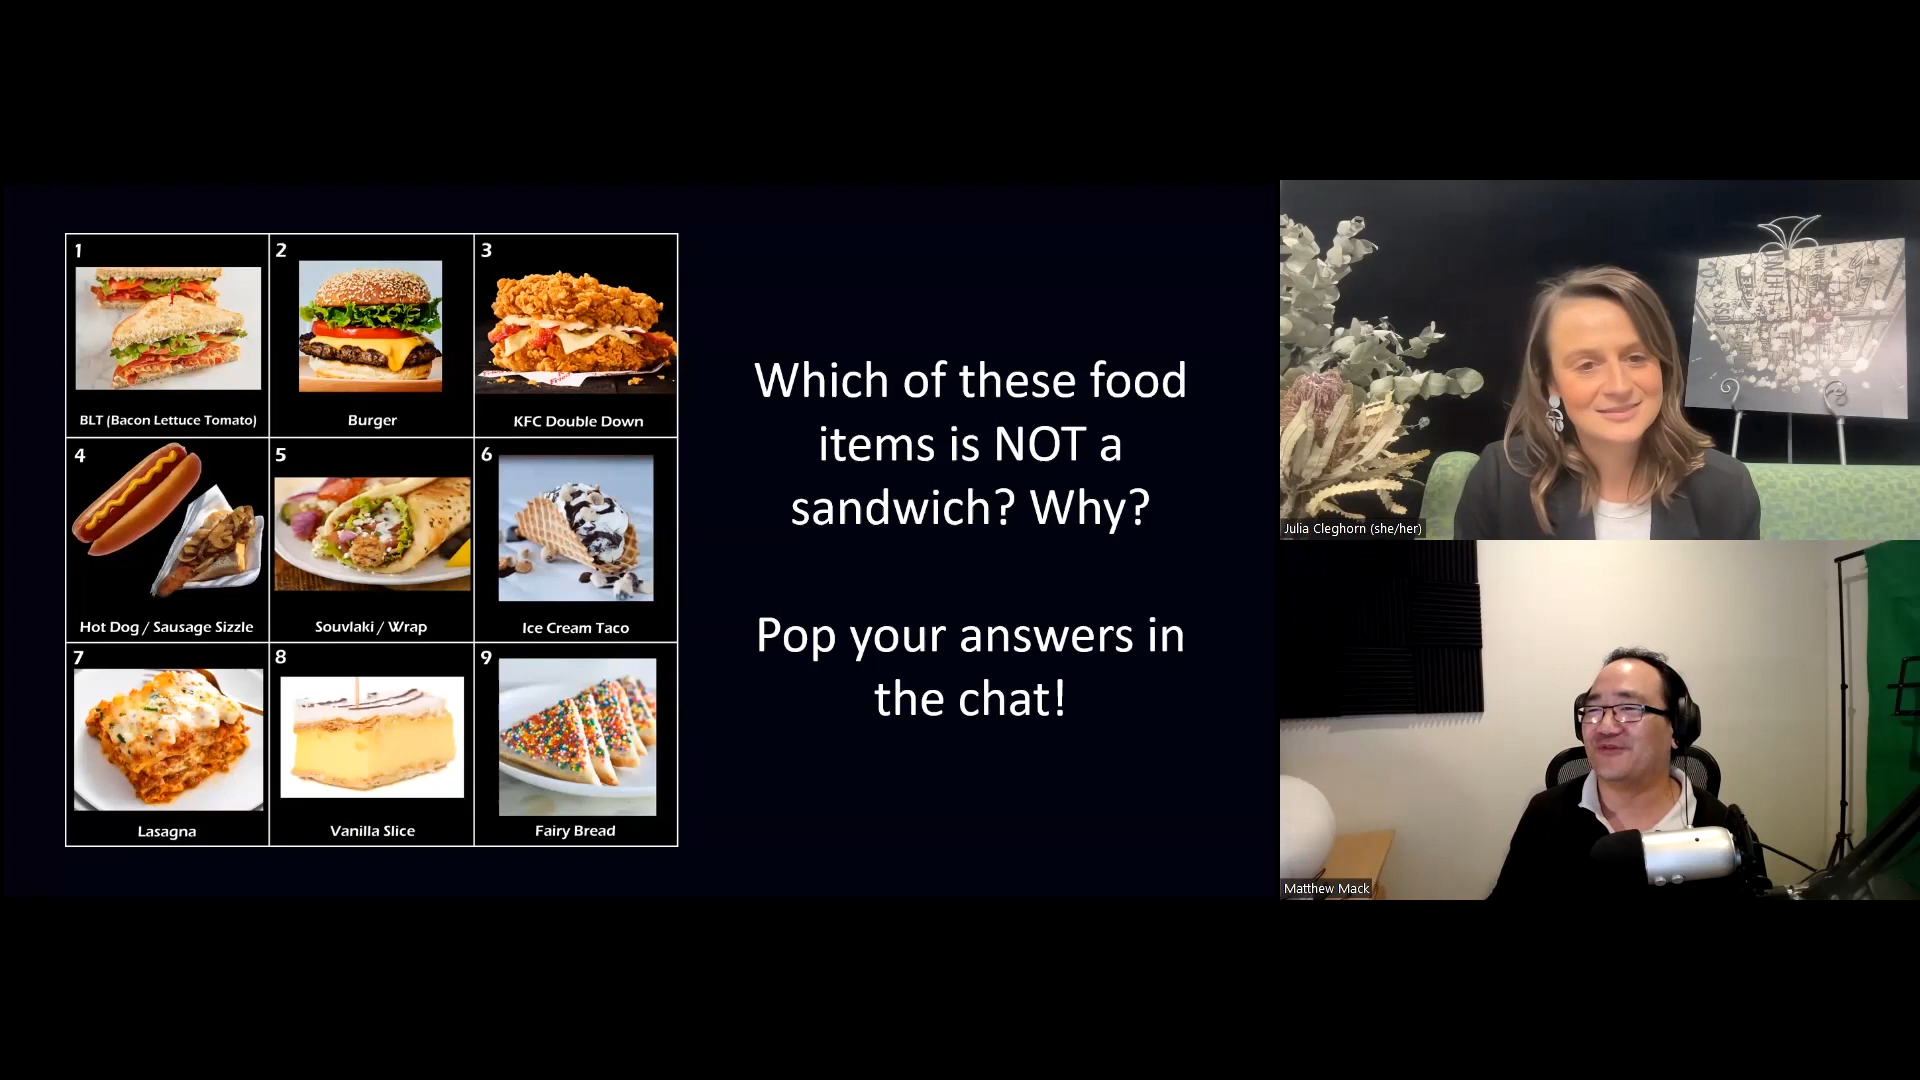 1
BLT (Bacon Lettuce Tomato)
2
Burger
3
KFC Double Down
4
Hot Dog / Sausage Sizzle
5
Souvlaki / Wrap
6
Ice Cream Taco
7
Lasagna
8
Vanilla Slice
9
Fairy Bread
Which of these food
items is NOT a
sandwich? Why?
Pop your answers in
the chat!
Julia Cleghorn (she/her)
Matthew Mack